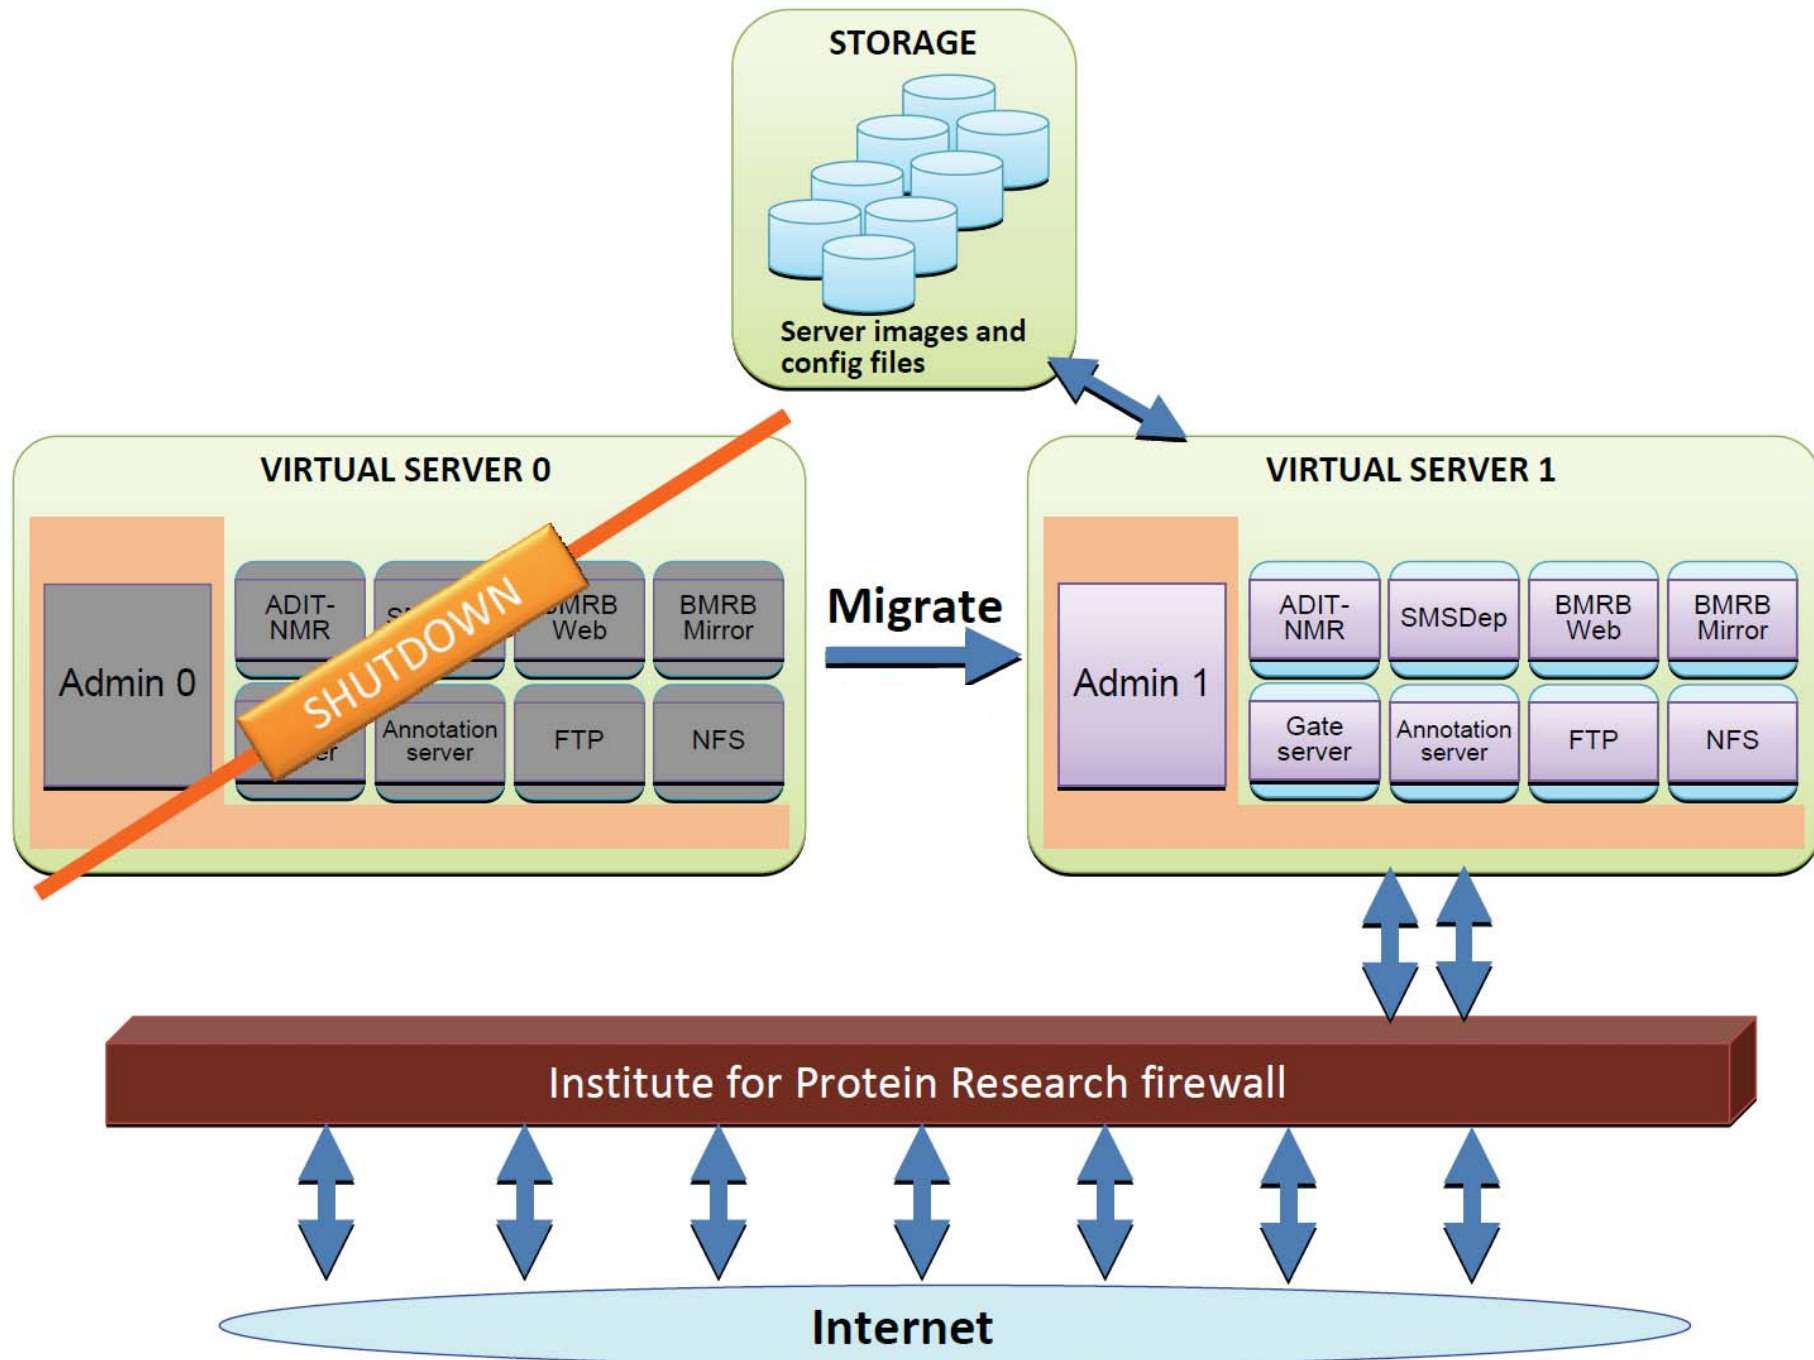 STORAGE
Server images and
config files
VIRTUAL SERVER 0
Admin 0
ADIT-
NMR
Web
BMRB
Mirror
Annotation
server
FTP
NFS
SHUTDOWN
Migrate
VIRTUAL SERVER 1
Admin 1
ADIT-
NMR
SMSDep
BMRB
Web
BMRB
Mirror
Gate
server
Annotation
server
FTP
NFS
Institute for Protein Research firewall
Internet